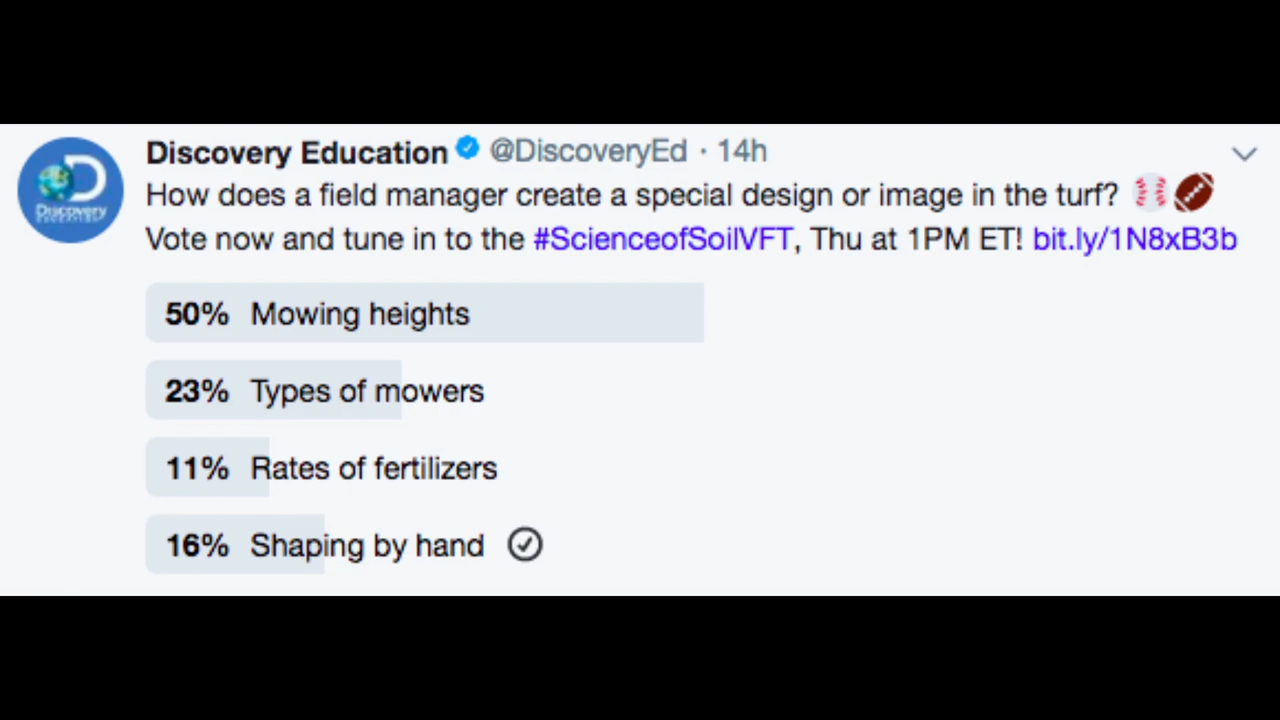 Discovery Education @DiscoveryEd · 14h
How does a field manager create a special design or image in the turf? ⚾🏈
Vote now and tune in to the #ScienceofSoilVFT, Thu at 1PM ET! bit.ly/1N8xB3b
50% Mowing heights
23% Types of mowers
11% Rates of fertilizers
16% Shaping by hand
Discovery
EDUCATION